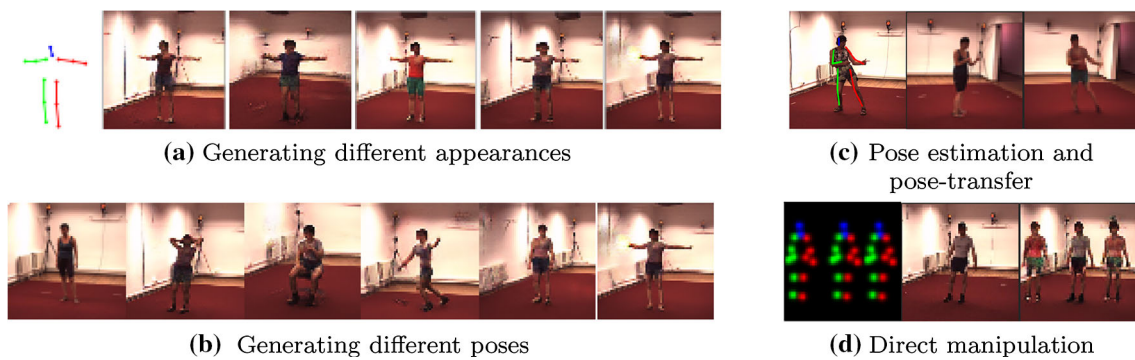 (a) Generating different appearances
(b) Generating different poses
(c) Pose estimation and
pose-transfer
(d) Direct manipulation